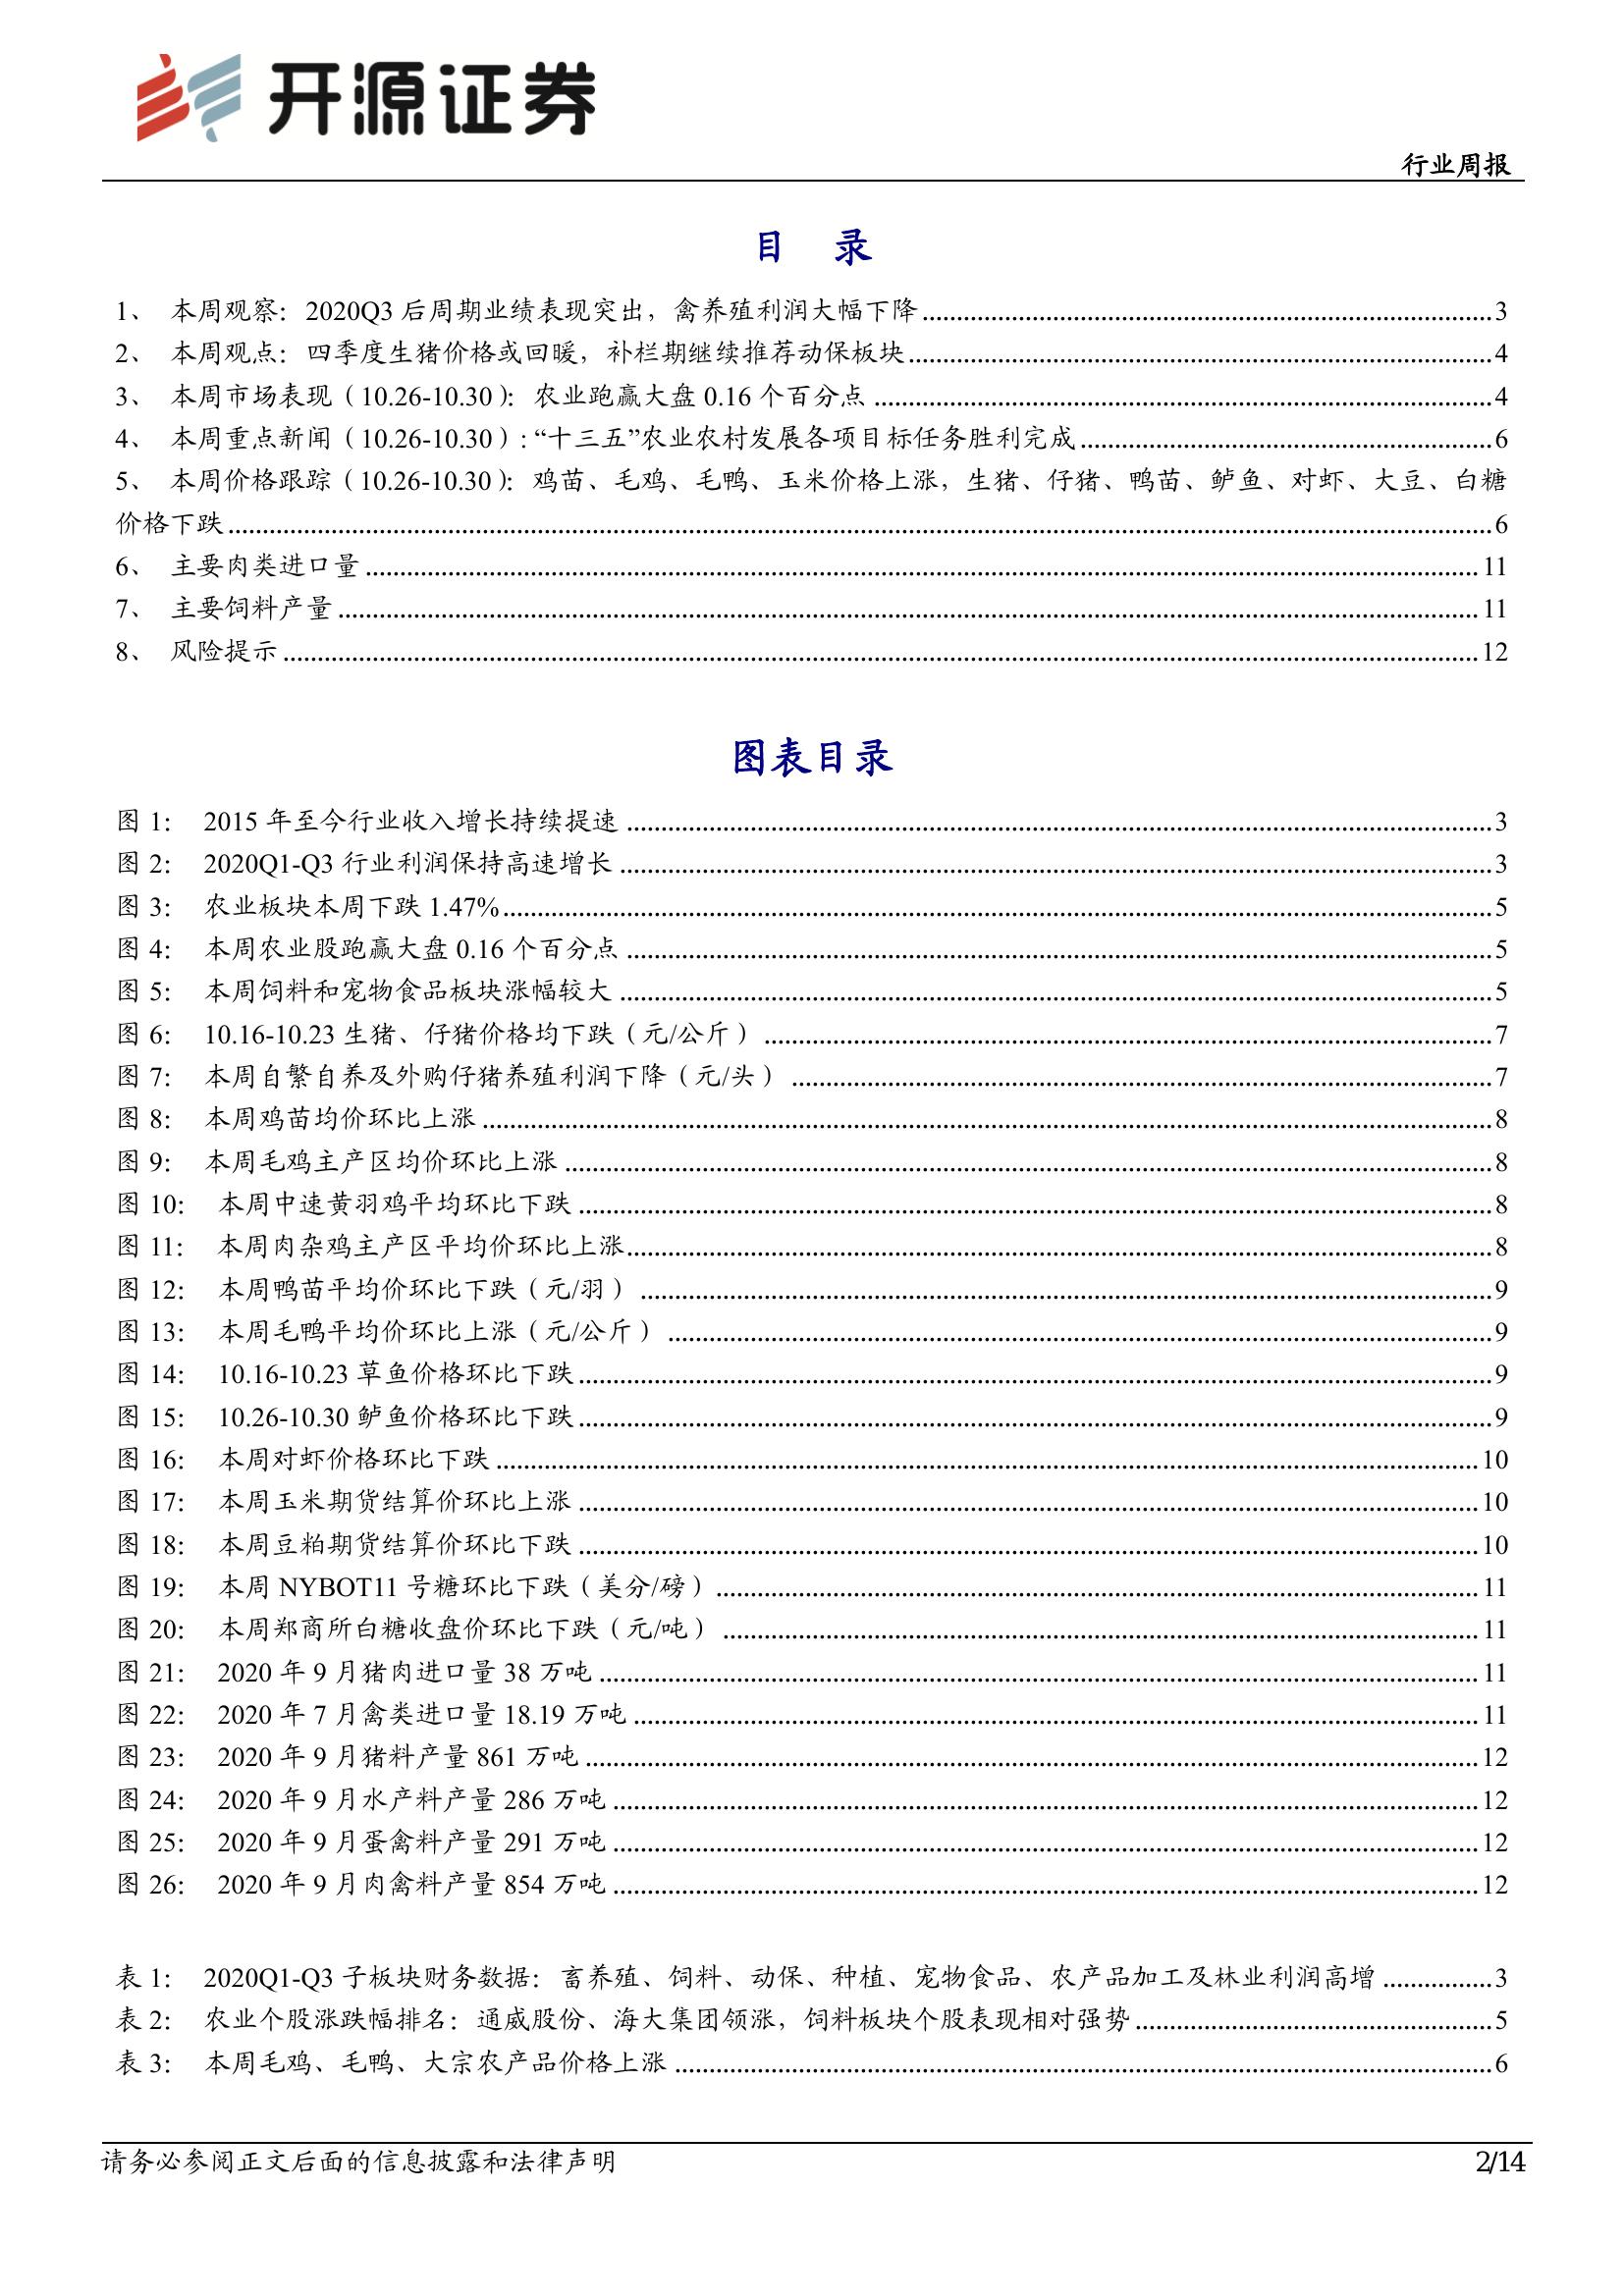 开源证券
行业周报
目 录
1、 本周观察：2020Q3 后周期业绩表现突出，禽养殖利润大幅下降 3
2、 本周观点：四季度生猪价格或回暖，补栏期继续推荐动保板块 4
3、 本周市场表现（10.26-10.30）：农业跑赢大盘 0.16 个百分点 4
4、 本周重点新闻（10.26-10.30）: “十三五”农业农村发展各项目标任务胜利完成 6
5、 本周价格跟踪（10.26-10.30）：鸡苗、毛鸡、毛鸭、玉米价格上涨，生猪、仔猪、鸭苗、鲈鱼、对虾、大豆、白糖
价格下跌 6
6、 主要肉类进口量 11
7、 主要饲料产量 11
8、 风险提示 12
图表目录
图 1： 2015 年至今行业收入增长持续提速 3
图 2： 2020Q1-Q3 行业利润保持高速增长 3
图 3： 农业板块本周下跌 1.47% 5
图 4： 本周农业股跑赢大盘 0.16 个百分点 5
图 5： 本周饲料和宠物食品板块涨幅较大 5
图 6： 10.16-10.23 生猪、仔猪价格均下跌（元/公斤） 7
图 7： 本周自繁自养及外购仔猪养殖利润下降（元/头） 7
图 8： 本周鸡苗均价环比上涨 8
图 9： 本周毛鸡主产区均价环比上涨 8
图 10： 本周中速黄羽鸡平均环比下跌 8
图 11： 本周肉杂鸡主产区平均价环比上涨 8
图 12： 本周鸭苗平均价环比下跌（元/羽） 9
图 13： 本周毛鸭平均价环比上涨（元/公斤） 9
图 14： 10.16-10.23 草鱼价格环比下跌 9
图 15： 10.26-10.30 鲈鱼价格环比下跌 9
图 16： 本周对虾价格环比下跌 10
图 17： 本周玉米期货结算价环比上涨 10
图 18： 本周豆粕期货结算价环比下跌 10
图 19： 本周 NYBOT11 号糖环比下跌（美分/磅） 11
图 20： 本周郑商所白糖收盘价环比下跌（元/吨） 11
图 21： 2020 年 9 月猪肉进口量 38 万吨 11
图 22： 2020 年 7 月禽类进口量 18.19 万吨 11
图 23： 2020 年 9 月猪料产量 861 万吨 12
图 24： 2020 年 9 月水产料产量 286 万吨 12
图 25： 2020 年 9 月蛋禽料产量 291 万吨 12
图 26： 2020 年 9 月肉禽料产量 854 万吨 12
表 1： 2020Q1-Q3 子板块财务数据：畜养殖、饲料、动保、种植、宠物食品、农产品加工及林业利润高增 3
表 2： 农业个股涨跌幅排名：通威股份、海大集团领涨，饲料板块个股表现相对强势 5
表 3： 本周毛鸡、毛鸭、大宗农产品价格上涨 6
请务必参阅正文后面的信息披露和法律声明
2/14